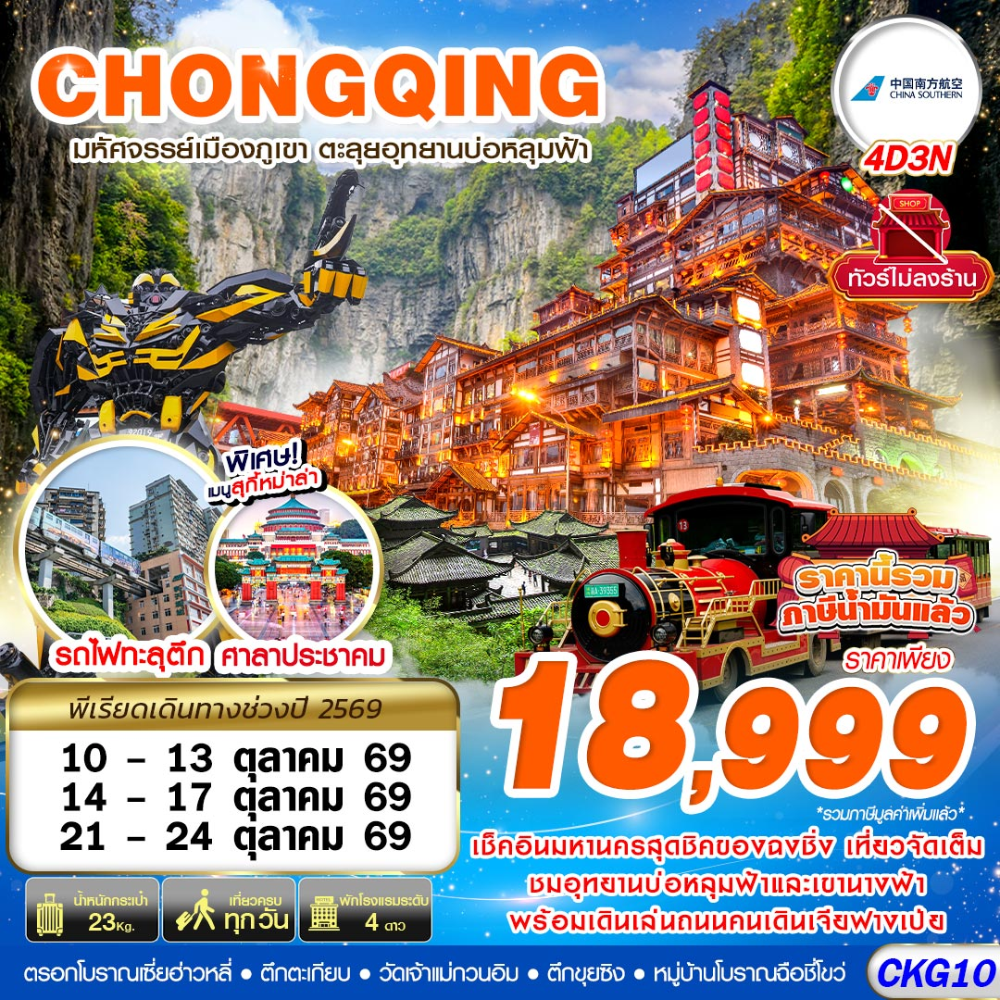 CHONGQING
มหัศจรรย์เมืองภูเขา ตะลุยอุทยานบ่อหลุมฟ้า
中国南方航空
CHINA SOUTHERN
4D3N
SHOP
ทัวร์ไม่ลงร้าน
92019
พิเศษ!
เมนูสุกี้หม่าล่า
รถไฟทะลุตึก
ศาลาประชาคม
13
A·39355
ราคานี้รวม
ภาษีน้ำมันแล้ว
ราคาเพียง
18,999
*รวมภาษีมูลค่าเพิ่มแล้ว*
พีเรียดเดินทางช่วงปี 2569
10 - 13 ตุลาคม 69
14 - 17 ตุลาคม 69
21 - 24 ตุลาคม 69
เช็คอินมหานครสุดชิคของฉงชิ่ง เที่ยวจัดเต็ม
ชมอุทยานบ่อหลุมฟ้าและเขานางฟ้า
พร้อมเดินเล่นถนนคนเดินเจียฟางเป่ย
น้ำหนักกระเป๋า
23Kg.
เที่ยวครบ
ทุกวัน
HOTEL
พักโรงแรมระดับ
4 ดาว
ตรอกโบราณเซี่ยฮ่าวหลี่ • ตึกตะเกียบ • วัดเจ้าแม่กวนอิม • ตึกขุยซิง • หมู่บ้านโบราณฉือชี่โขว่
CKG10